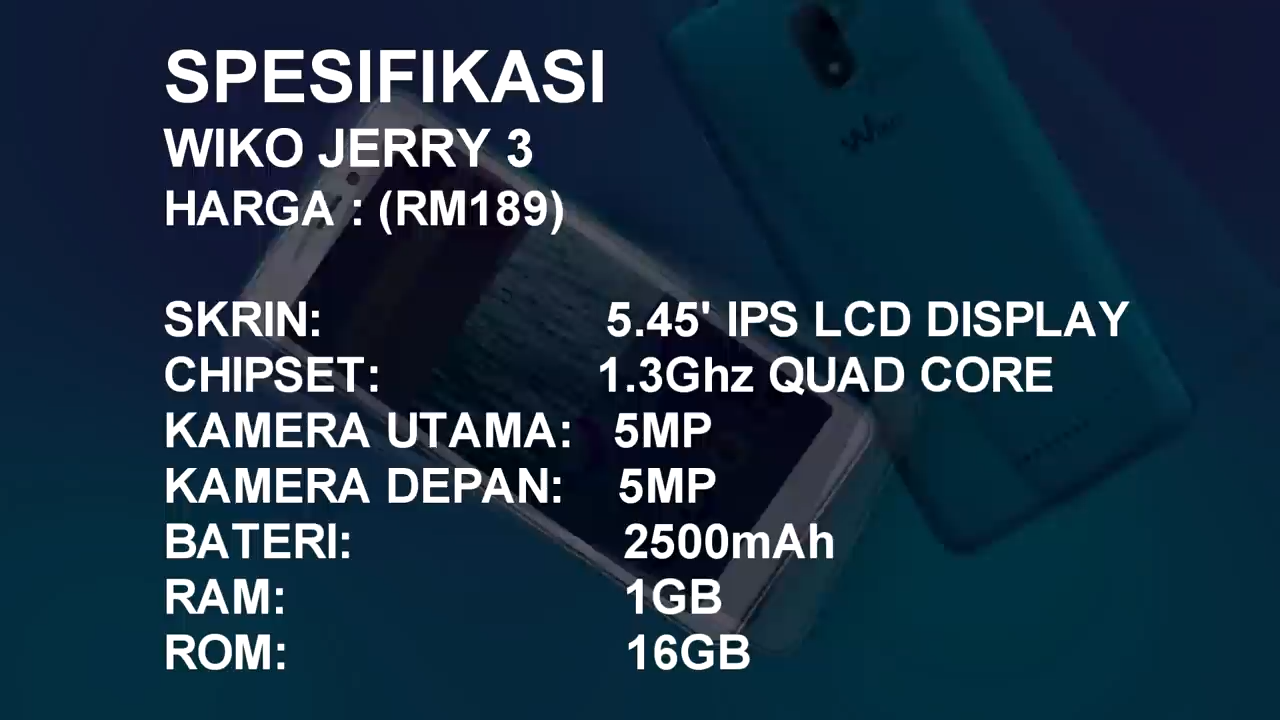 SPESIFIKASI
WIKO JERRY 3
HARGA : (RM189)
SKRIN: 5.45' IPS LCD DISPLAY
CHIPSET: 1.3Ghz QUAD CORE
KAMERA UTAMA: 5MP
KAMERA DEPAN: 5MP
BATERI: 2500mAh
RAM: 1GB
ROM: 16GB
Wiko